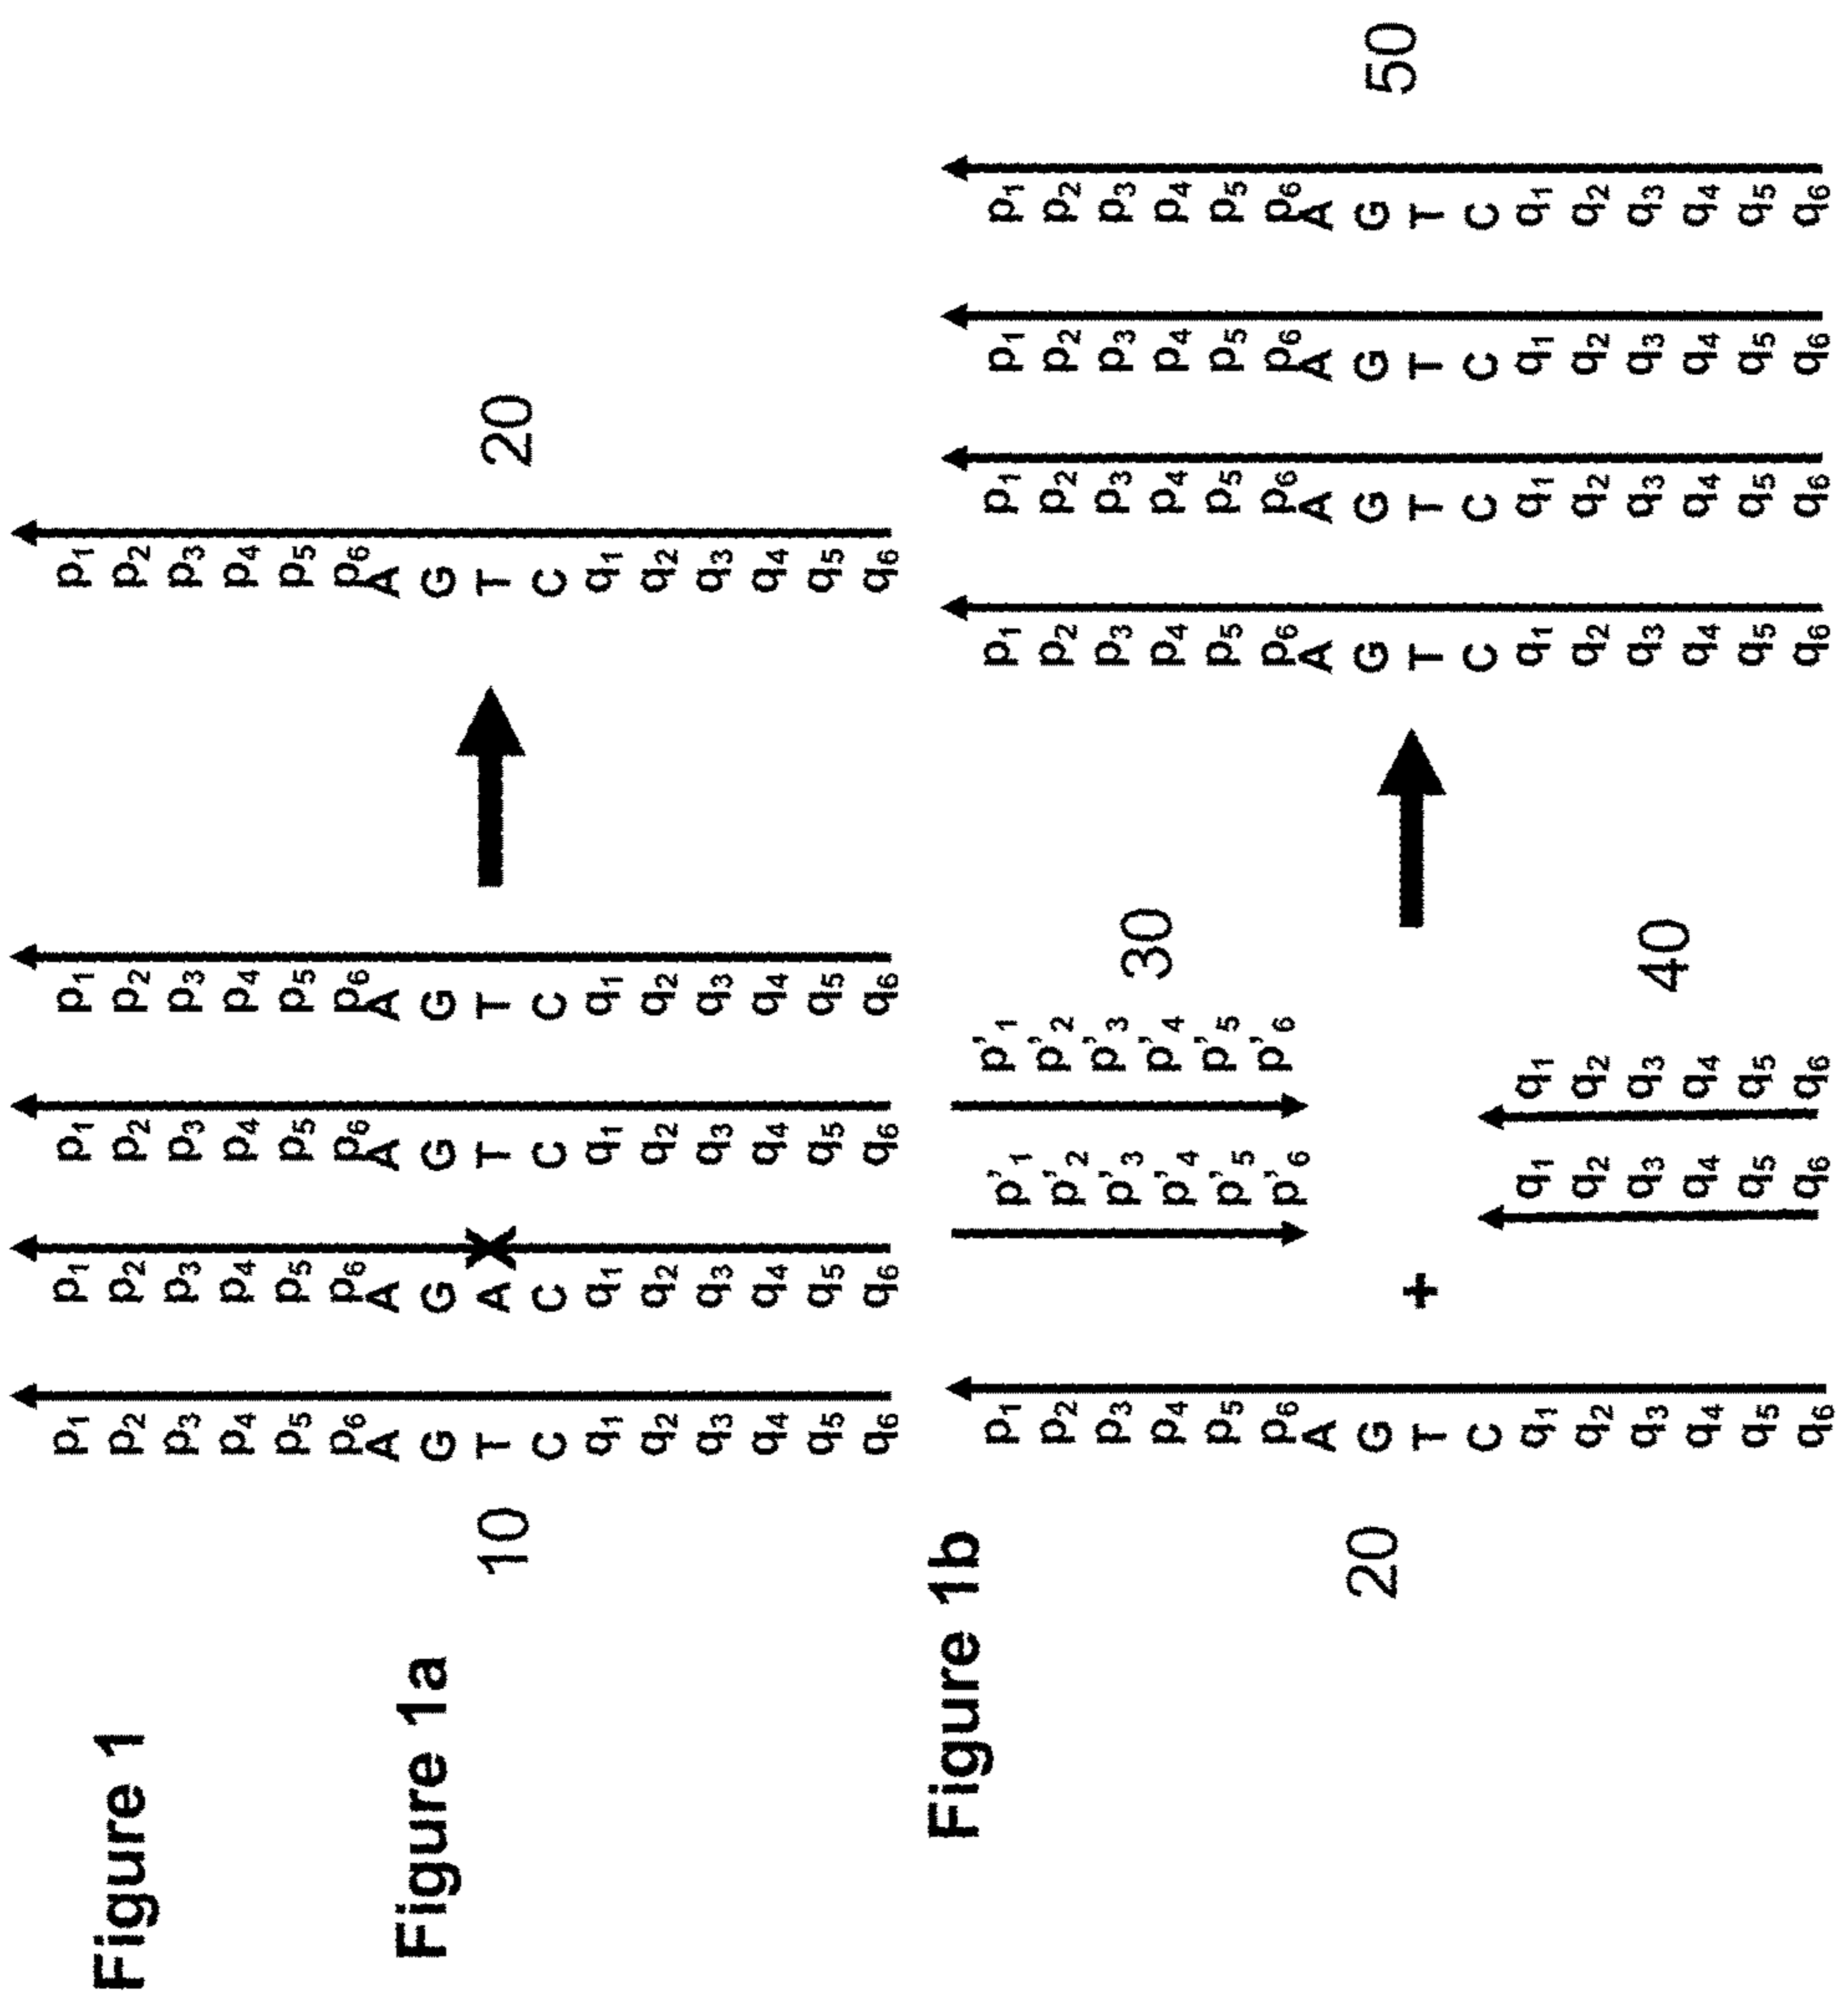 Figure 1
p1 p1 p1 p1 p1
p2 p2 p2 p2 p2
p3 p3 p3 p3 p3
p4 p4 p4 p4 p4
p5 p5 p5 p5 p5
p6 p6 p6 p6 p6
A A A A A
Figure 1a
G G G G G
10
T A T T T
X
20
C C C C C
q1 q1 q1 q1 q1
q2 q2 q2 q2 q2
q3 q3 q3 q3 q3
q4 q4 q4 q4 q4
q5 q5 q5 q5 q5
q6 q6 q6 q6 q6
Figure 1b
p1 p'1 p'1 p1 p1 p1 p1
p2 p'2 p'2 p2 p2 p2 p2
p3 p'3 p'3 p3 p3 p3 p3
30
p4 p'4 p'4 p4 p4 p4 p4
p5 p'5 p'5 p5 p5 p5 p5
p6 p'6 p'6 p6 p6 p6 p6
A A A A A
G G G G G
20
50
T + T T T T
C C C C C
q1 q1 q1 q1 q1 q1 q1
q2 q2 q2 q2 q2 q2 q2
q3 q3 q3 q3 q3 q3 q3
40
q4 q4 q4 q4 q4 q4 q4
q5 q5 q5 q5 q5 q5 q5
q6 q6 q6 q6 q6 q6 q6